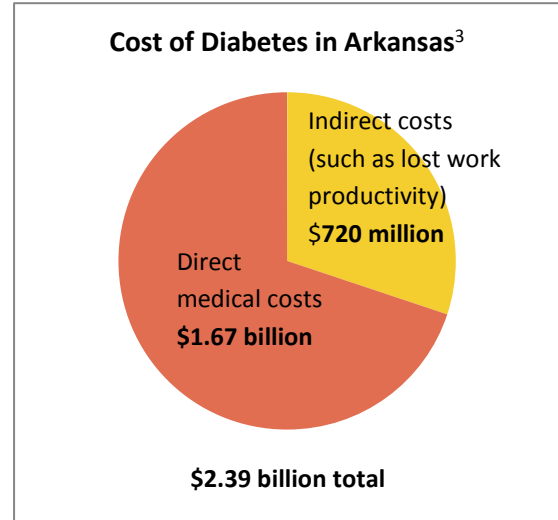 Cost of Diabetes in Arkansas³
Indirect costs
(such as lost work
productivity)
$720 million
Direct
medical costs
$1.67 billion
$2.39 billion total